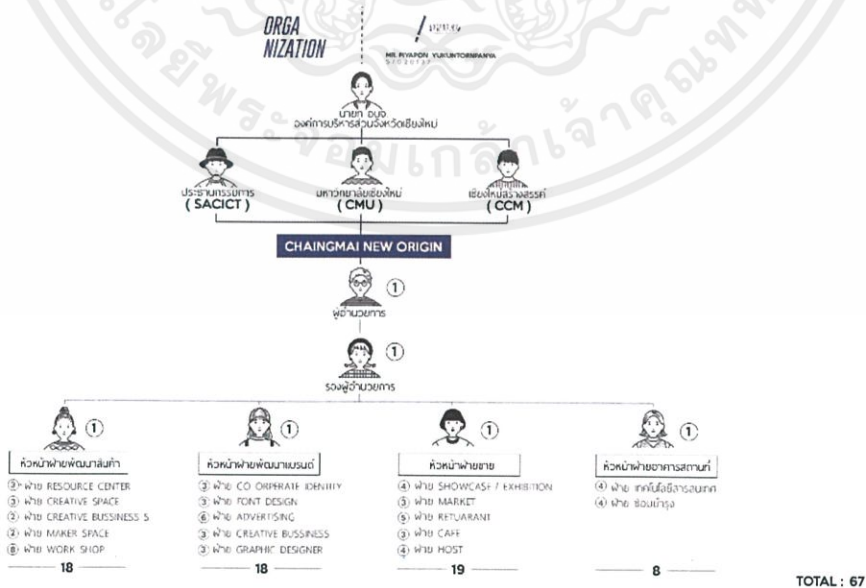 ORGA
NIZATION
MR. PIYAPON YUKUNTORNPANYA
57020137
นายก อบจ.
องค์การบริหารส่วนจังหวัดเชียงใหม่
ประธานกรรมการ
( SACICT )
มหาวิทยาลัยเชียงใหม่
( CMU )
เชียงใหม่สร้างสรรค์
( CCM )
CHAINGMAI NEW ORIGIN
1
ผู้อำนวยการ
1
รองผู้อำนวยการ
1
หัวหน้าฝ่ายพัฒนาสินค้า
ฝ่าย RESOURCE CENTER
ฝ่าย CREATIVE SPACE
ฝ่าย CREATIVE BUSSINESS S
ฝ่าย MAKER SPACE
ฝ่าย WORK SHOP
18
1
หัวหน้าฝ่ายพัฒนาแบรนด์
3 ฝ่าย CO ORPERATE IDENTITY
3 ฝ่าย FONT DESIGN
6 ฝ่าย ADVERTISING
3 ฝ่าย CREATIVE BUSSINESS
3 ฝ่าย GRAPHIC DESIGNER
18
1
หัวหน้าฝ่ายขาย
4 ฝ่าย SHOWCASE / EXHIBITION
3 ฝ่าย MARKET
5 ฝ่าย RETUARANT
3 ฝ่าย CAFE
4 ฝ่าย HOST
19
1
หัวหน้าฝ่ายอาคารสถานที่
4 ฝ่าย เทคโนโลยีสารสนเทศ
4 ฝ่าย ซ่อมบำรุง
8
TOTAL : 67